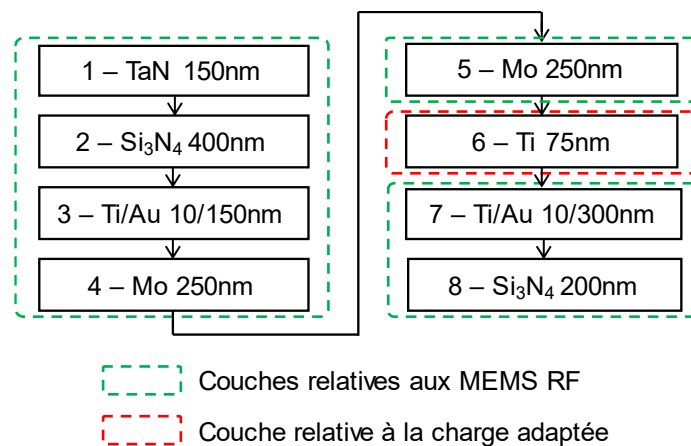 1 – TaN 150nm
2 – Si₃N₄ 400nm
3 – Ti/Au 10/150nm
4 – Mo 250nm
5 – Mo 250nm
6 – Ti 75nm
7 – Ti/Au 10/300nm
8 – Si₃N₄ 200nm
Couches relatives aux MEMS RF
Couche relative à la charge adaptée